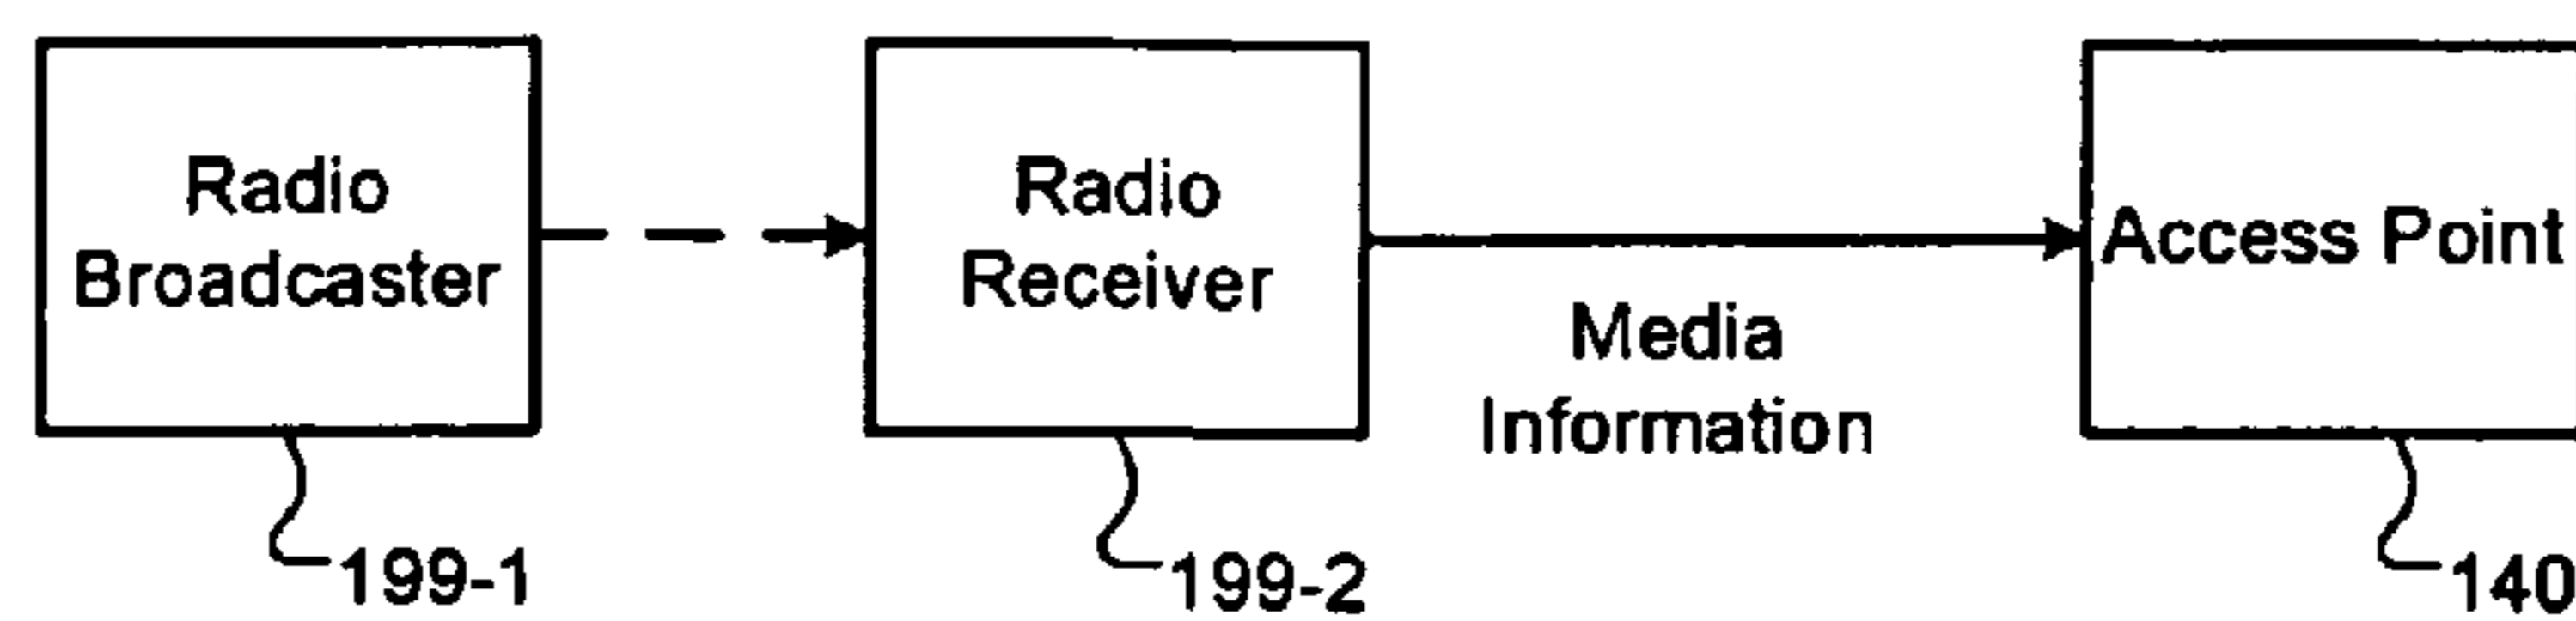 Radio
Broadcaster
Radio
Receiver
Media
Information
Access Point
199-1
199-2
140